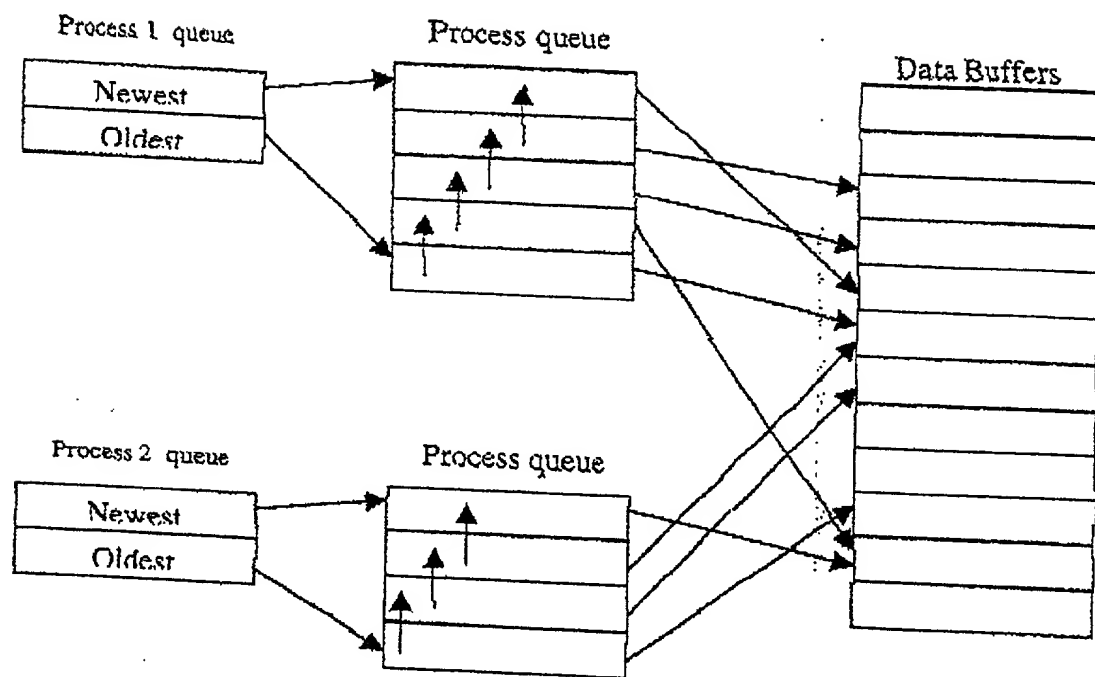 Process 1 queue
Process queue
Data Buffers
Newest
Oldest
Process 2 queue
Process queue
Newest
Oldest